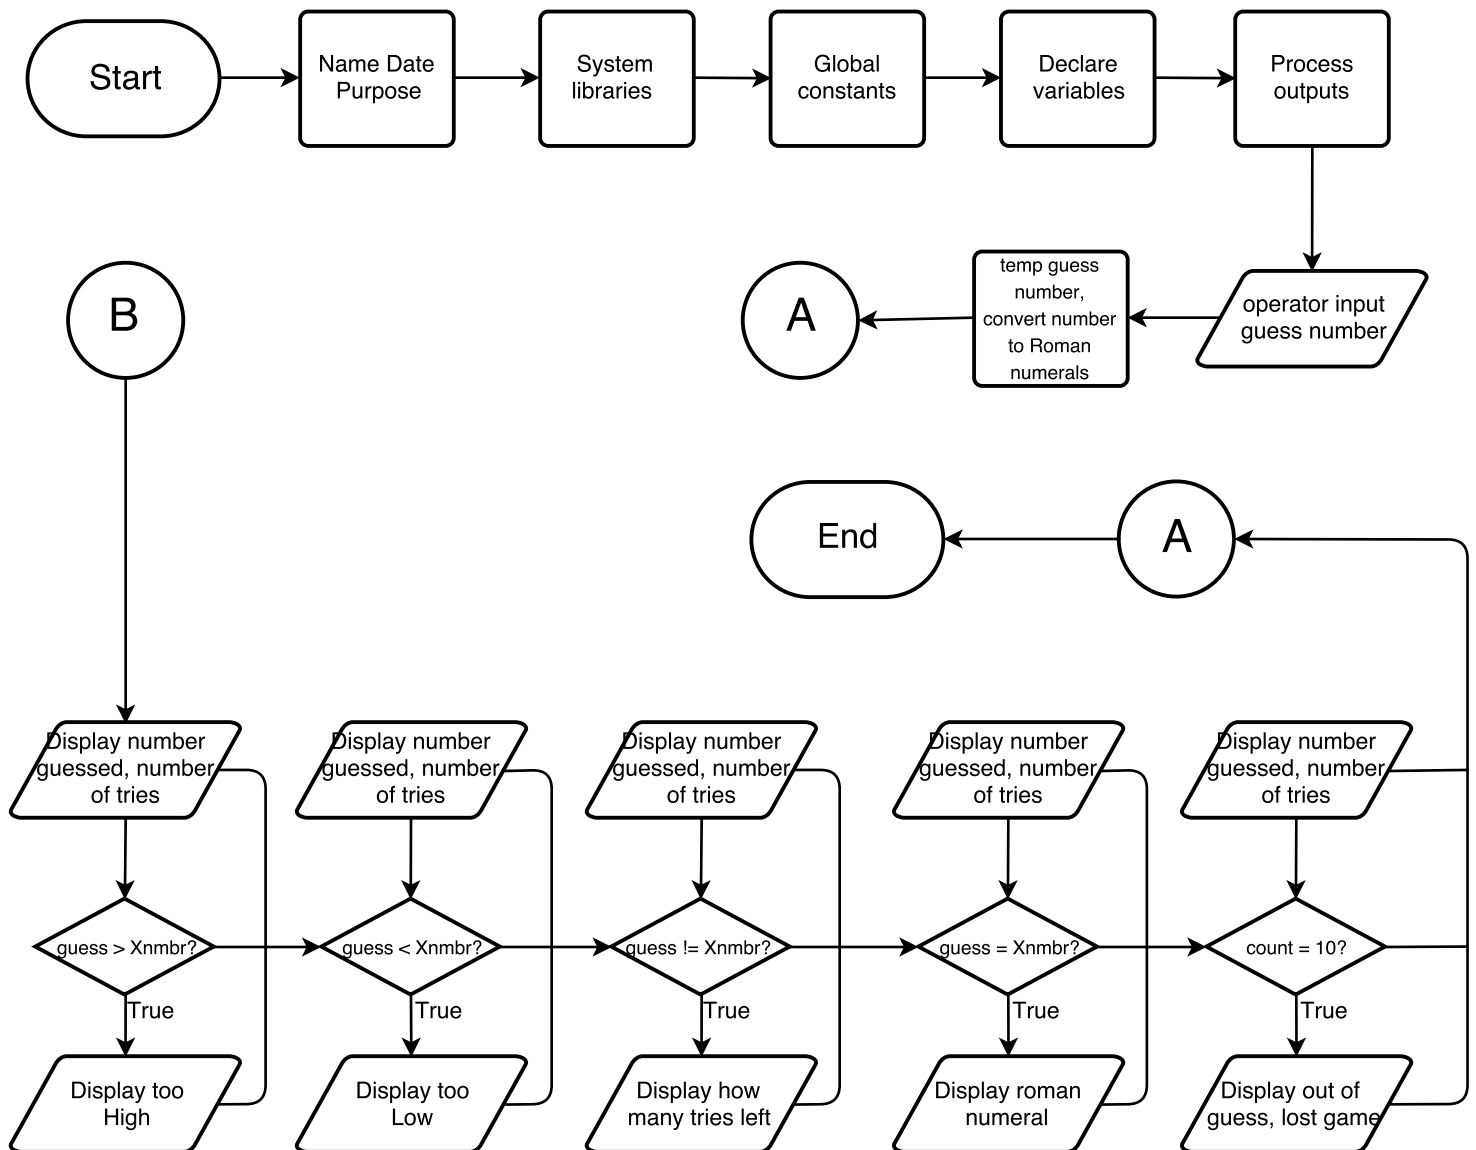 Start
Name Date
Purpose
System
libraries
Global
constants
Declare
variables
Process
outputs
B
A
temp guess
number,
convert number
to Roman
numerals
operator input
guess number
End
A
Display number
guessed, number
of tries
Display number
guessed, number
of tries
Display number
guessed, number
of tries
Display number
guessed, number
of tries
Display number
guessed, number
of tries
guess > Xnmbr?
guess < Xnmbr?
guess != Xnmbr?
guess = Xnmbr?
count = 10?
True
True
True
True
True
Display too
High
Display too
Low
Display how
many tries left
Display roman
numeral
Display out of
guess, lost game